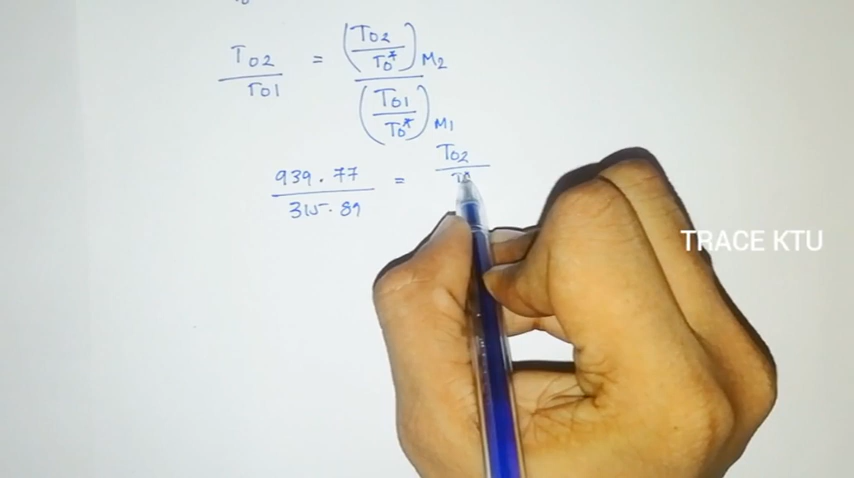 T02 / T01 = (T02 / T0*)M2 / (T01 / T0*)M1
939.77 / 315.89 = T02 / T0
TRACE KTU